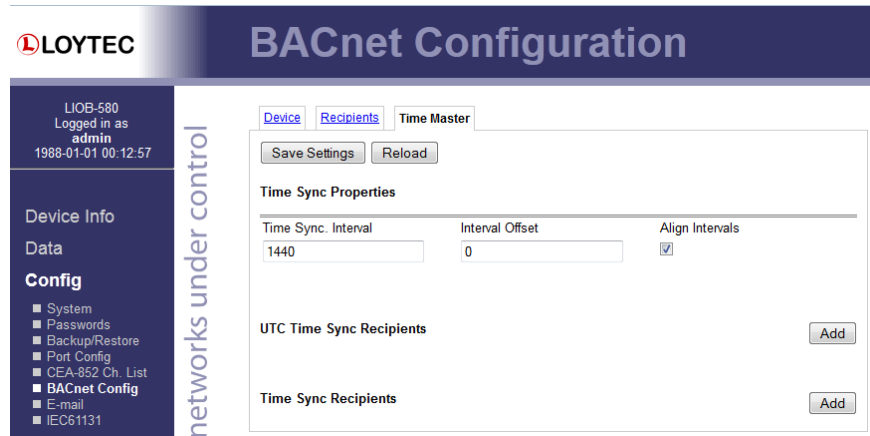 LOYTEC
BACnet Configuration
LIOB-580
Logged in as
admin
1988-01-01 00:12:57
Device Info
Data
Config
System
Passwords
Backup/Restore
Port Config
CEA-852 Ch. List
BACnet Config
E-mail
IEC61131
networks under control
Device Recipients Time Master
Save Settings Reload
Time Sync Properties
Time Sync. Interval Interval Offset Align Intervals
1440 0
UTC Time Sync Recipients Add
Time Sync Recipients Add